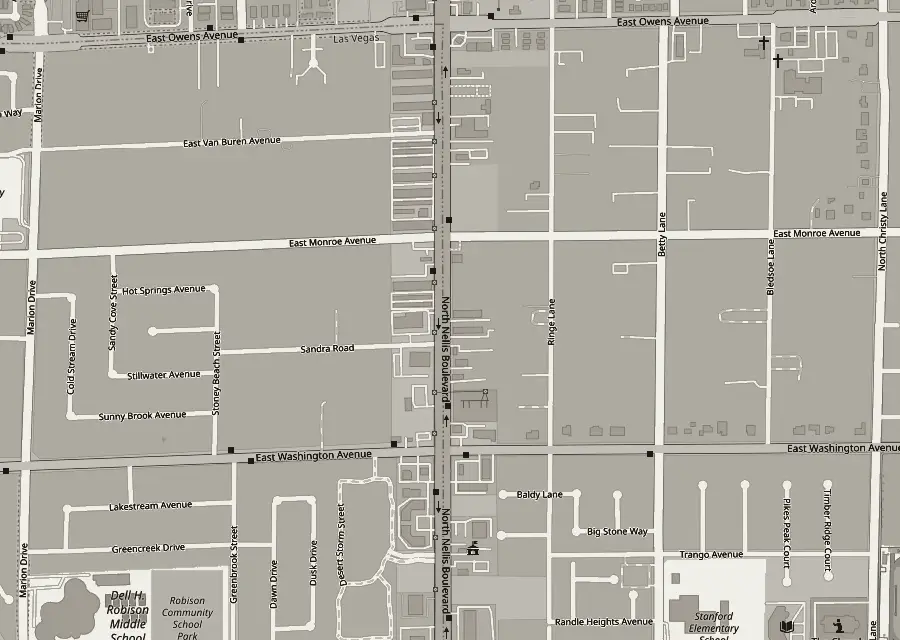 East Owens Avenue
East Owens Avenue
Las Vegas
Marion Drive
Way
East Van Buren Avenue
East Monroe Avenue
East Monroe Avenue
Betty Lane
Bledsoe Lane
North Christy Lane
Marion Drive
Sandy Cove Street
Hot Springs Avenue
Cold Stream Drive
Stoney Beach Street
Sandra Road
Stillwater Avenue
Sunny Brook Avenue
North Nellis Boulevard
Ringe Lane
East Washington Avenue
East Washington Avenue
Lakestream Avenue
Greencreek Drive
Greenbrook Street
Marion Drive
Dawn Drive
Dusk Drive
Desert Storm Street
North Nellis Boulevard
Baldy Lane
Big Stone Way
Pikes Peak Court
Timber Ridge Court
Trango Avenue
Randle Heights Avenue
Dell H.
Robison
Middle
School
Robison
Community
School
Park
Stanford
Elementary
School
Lane